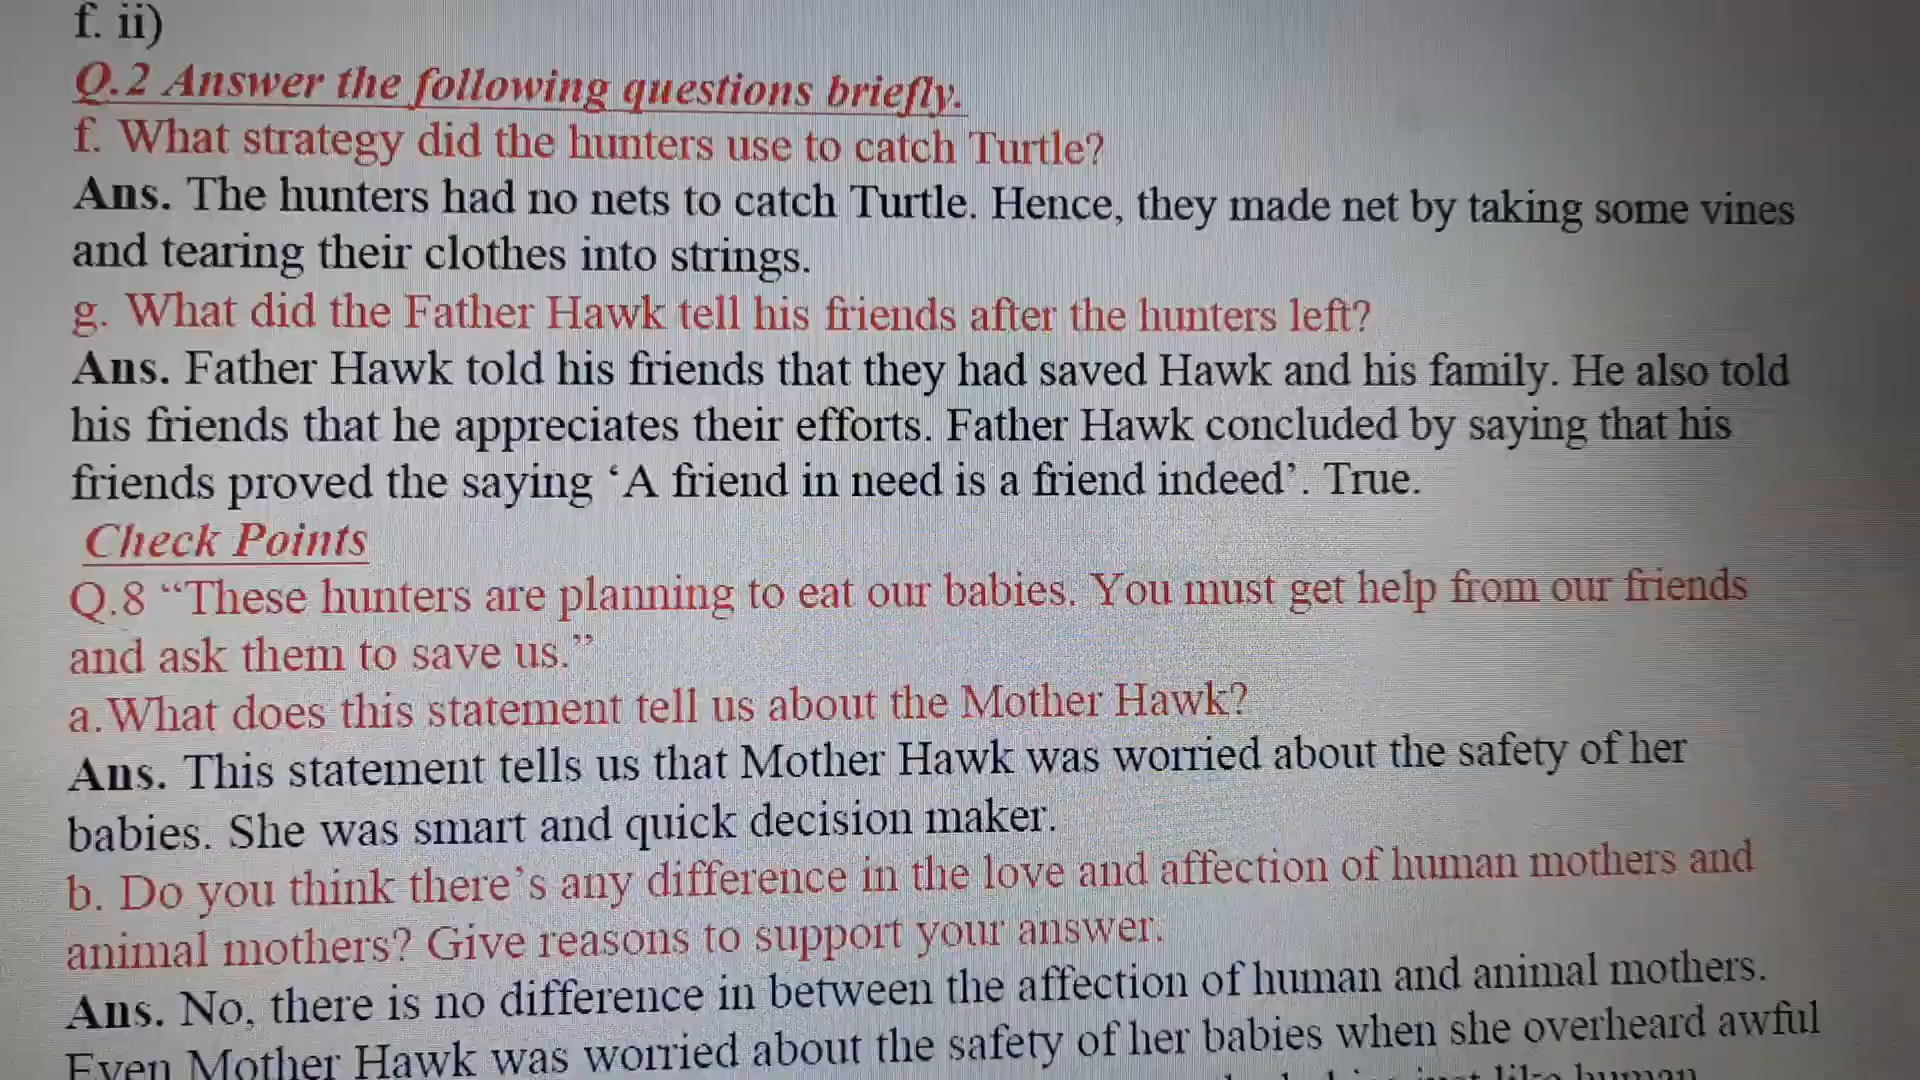 f. ii)
Q.2 Answer the following questions briefly.
f. What strategy did the hunters use to catch Turtle?
Ans. The hunters had no nets to catch Turtle. Hence, they made net by taking some vines
and tearing their clothes into strings.
g. What did the Father Hawk tell his friends after the hunters left?
Ans. Father Hawk told his friends that they had saved Hawk and his family. He also told
his friends that he appreciates their efforts. Father Hawk concluded by saying that his
friends proved the saying ‘A friend in need is a friend indeed’. True.
Check Points
Q.8 “These hunters are planning to eat our babies. You must get help from our friends
and ask them to save us.”
a. What does this statement tell us about the Mother Hawk?
Ans. This statement tells us that Mother Hawk was worried about the safety of her
babies. She was smart and quick decision maker.
b. Do you think there’s any difference in the love and affection of human mothers and
animal mothers? Give reasons to support your answer.
Ans. No, there is no difference in between the affection of human and animal mothers.
Even Mother Hawk was worried about the safety of her babies when she overheard awful
like human